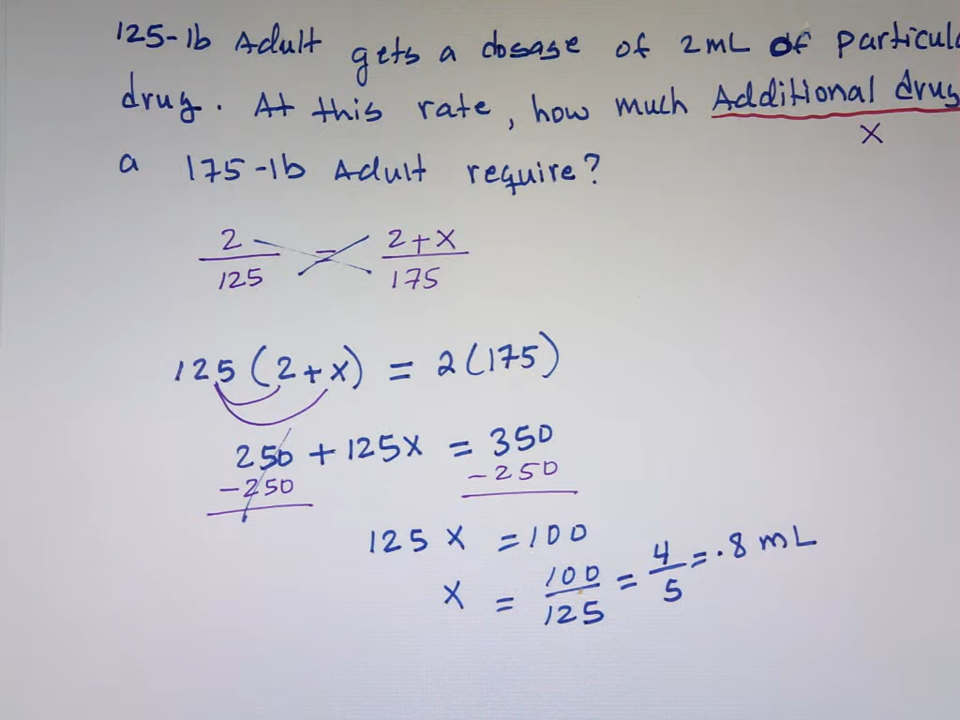 125-lb Adult gets a dosage of 2mL of
drug. At this rate, how much Additional drug
x
a 175-lb Adult require?
2/125 = 2+x/175
125(2+x) = 2(175)
250 + 125x = 350
-250 -250
125x = 100
x = 100/125 = 4/5 = .8 mL